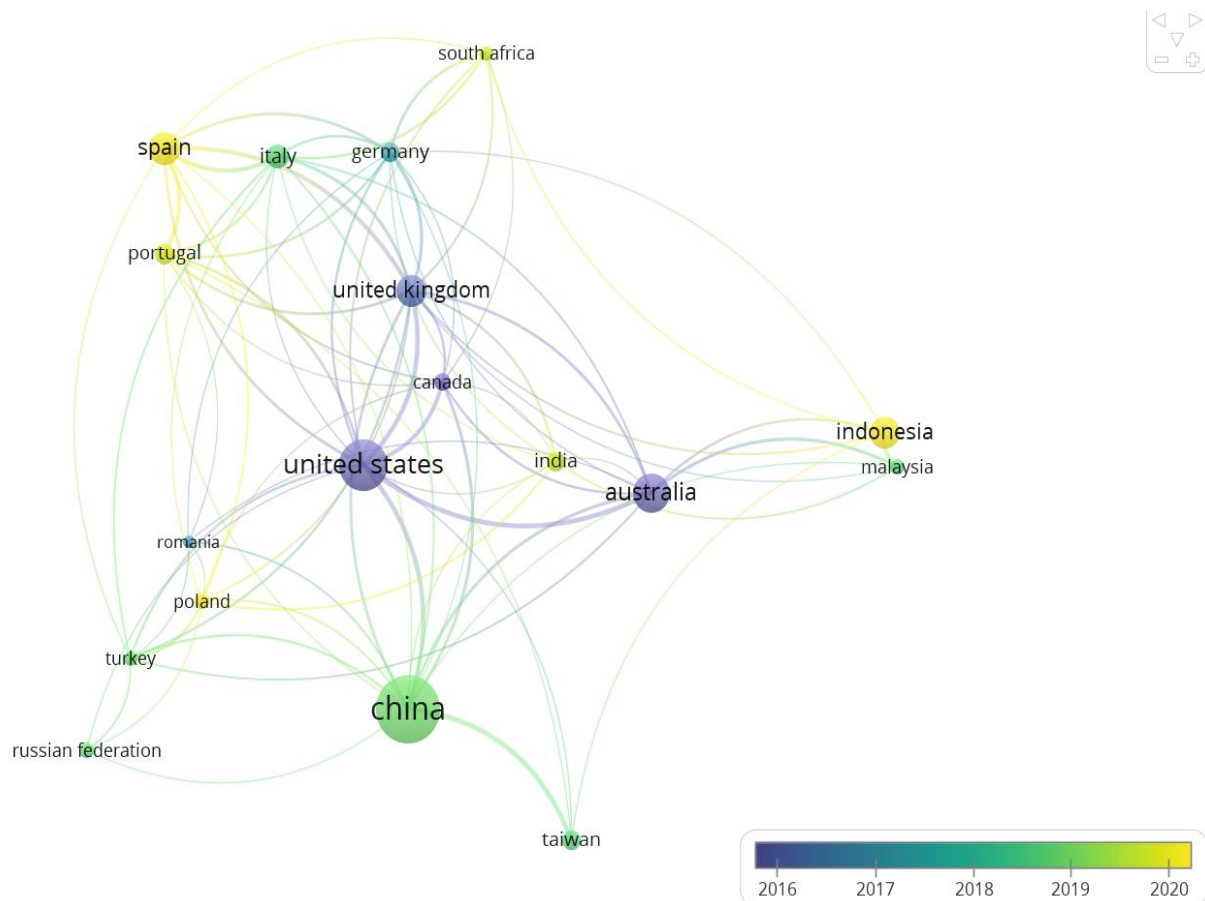 south africa
spain
italy
germany
portugal
united kingdom
canada
indonesia
malaysia
united states
india
australia
romania
poland
turkey
china
russian federation
taiwan
2016 2017 2018 2019 2020